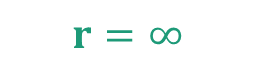 r = ∞